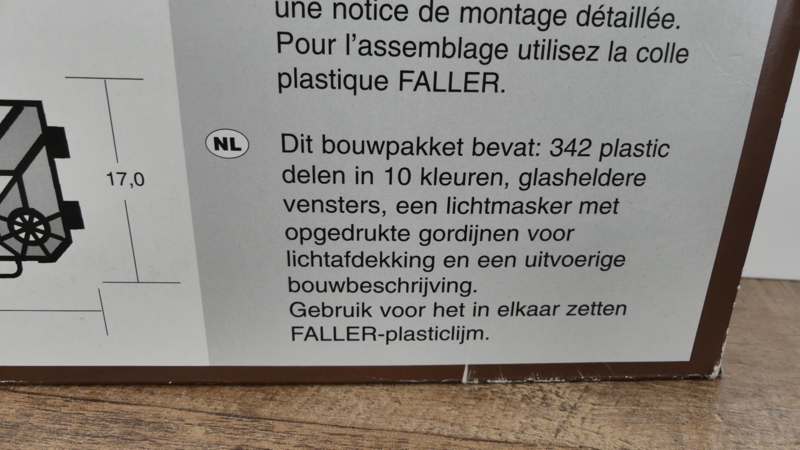 une notice de montage détaillée.
Pour l'assemblage utilisez la colle
plastique FALLER.
17,0
NL
Dit bouwpakket bevat: 342 plastic
delen in 10 kleuren, glasheldere
vensters, een lichtmasker met
opgedrukte gordijnen voor
lichtafdekking en een uitvoerige
bouwbeschrijving.
Gebruik voor het in elkaar zetten
FALLER-plasticlijm.